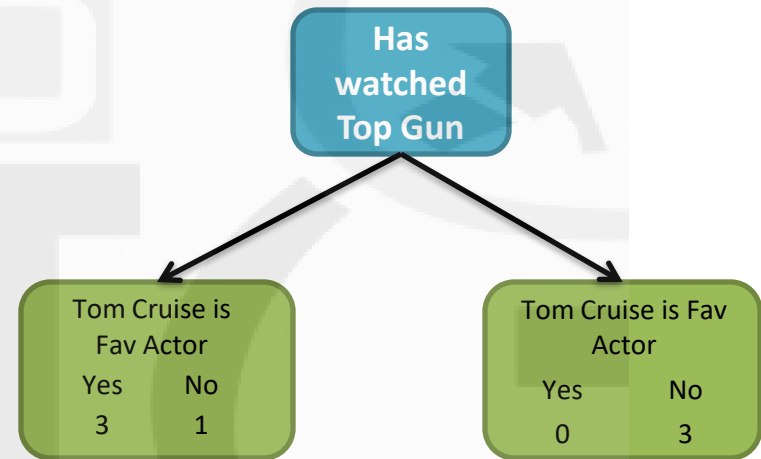 Has
watched
Top Gun
Tom Cruise is
Fav Actor
Yes No
3 1
Tom Cruise is Fav
Actor
Yes No
0 3